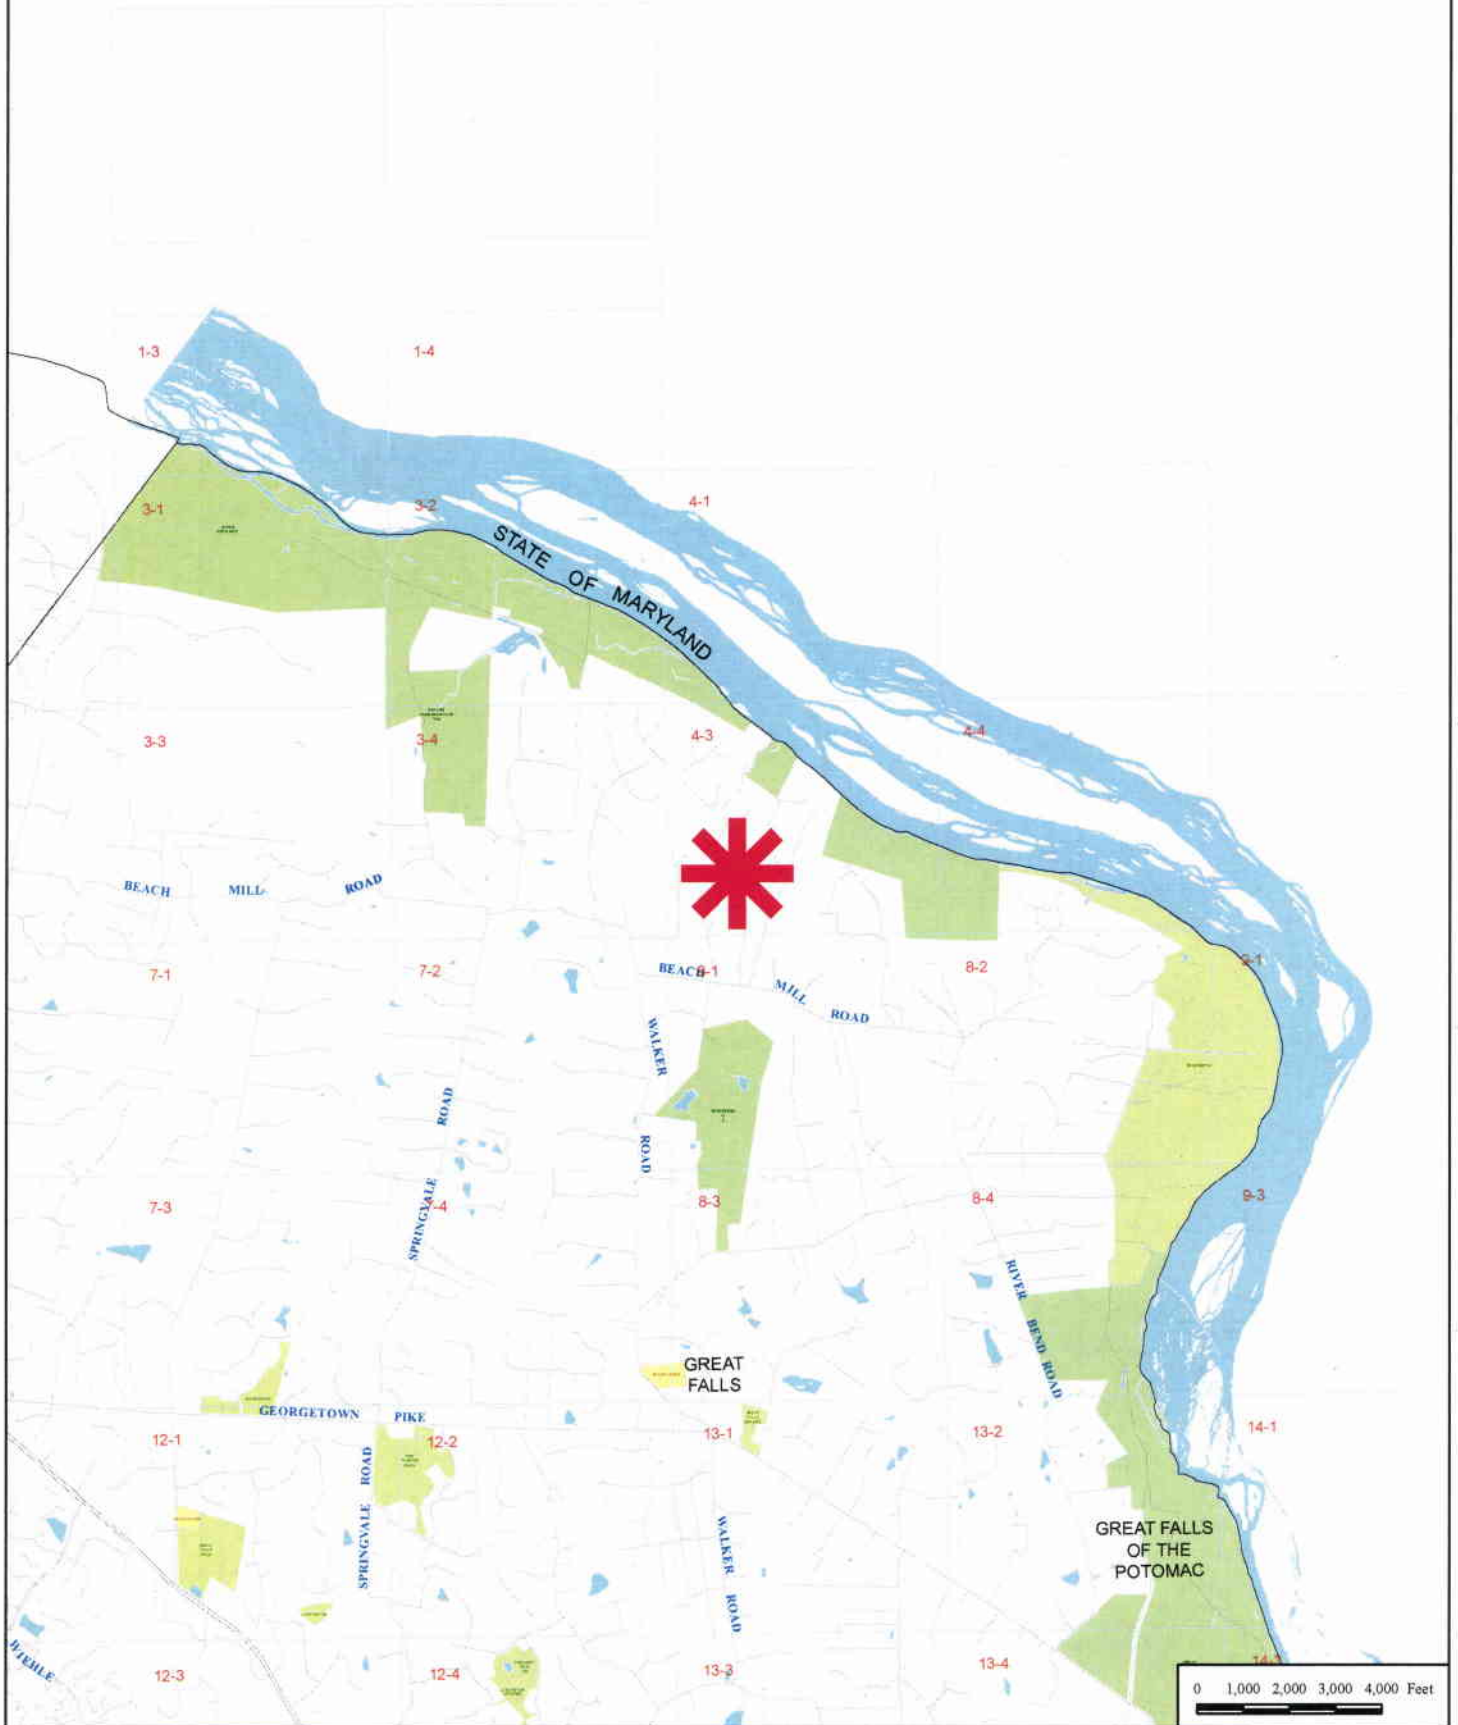 1-3
1-4
3-1
3-2
4-1
STATE OF MARYLAND
3-3
3-4
4-3
4-4
BEACH MILL ROAD
7-1
7-2
BEACH MILL ROAD
8-2
WALKER ROAD
SPRINGVALE ROAD
7-3
8-3
8-4
9-3
RIVER BEND ROAD
GREAT
FALLS
GEORGETOWN PIKE
12-1
12-2
13-1
13-2
14-1
SPRINGVALE ROAD
WALKER ROAD
GREAT FALLS
OF THE
POTOMAC
WIEHLE
12-3
12-4
13-3
13-4
0 1,000 2,000 3,000 4,000 Feet